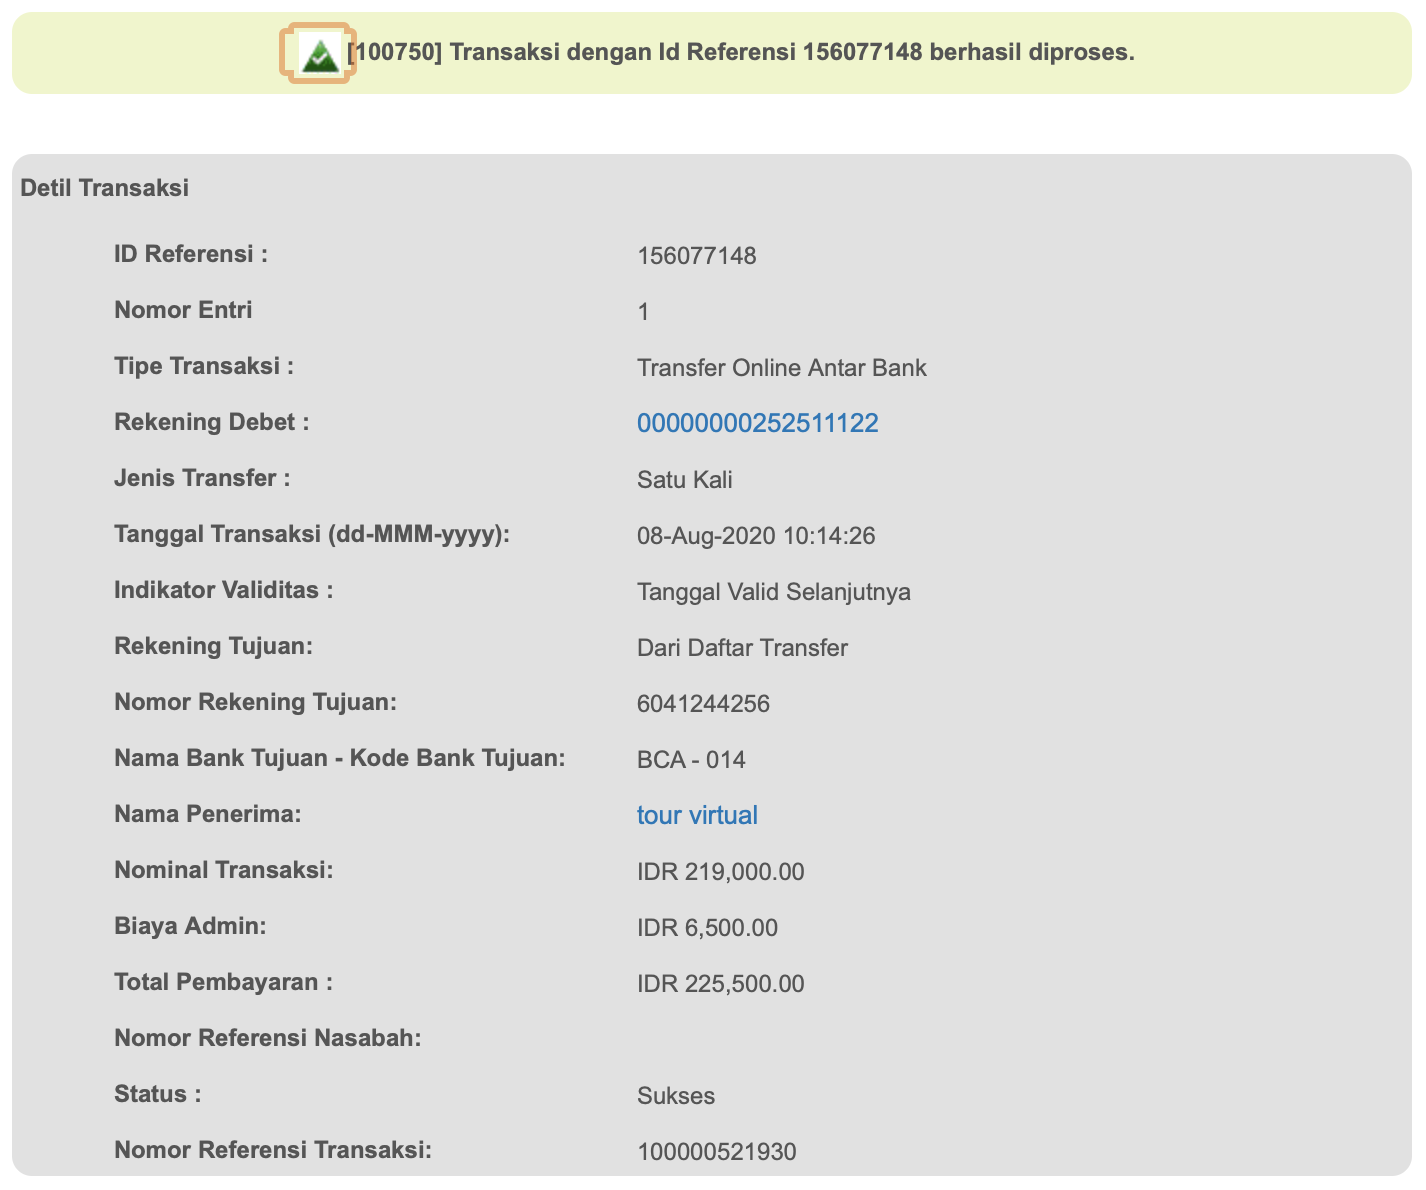 [100750] Transaksi dengan Id Referensi 156077148 berhasil diproses.
Detil Transaksi
ID Referensi : 156077148
Nomor Entri 1
Tipe Transaksi : Transfer Online Antar Bank
Rekening Debet : 00000000252511122
Jenis Transfer : Satu Kali
Tanggal Transaksi (dd-MMM-yyyy): 08-Aug-2020 10:14:26
Indikator Validitas : Tanggal Valid Selanjutnya
Rekening Tujuan: Dari Daftar Transfer
Nomor Rekening Tujuan: 6041244256
Nama Bank Tujuan - Kode Bank Tujuan: BCA - 014
Nama Penerima: tour virtual
Nominal Transaksi: IDR 219,000.00
Biaya Admin: IDR 6,500.00
Total Pembayaran : IDR 225,500.00
Nomor Referensi Nasabah:
Status : Sukses
Nomor Referensi Transaksi: 100000521930